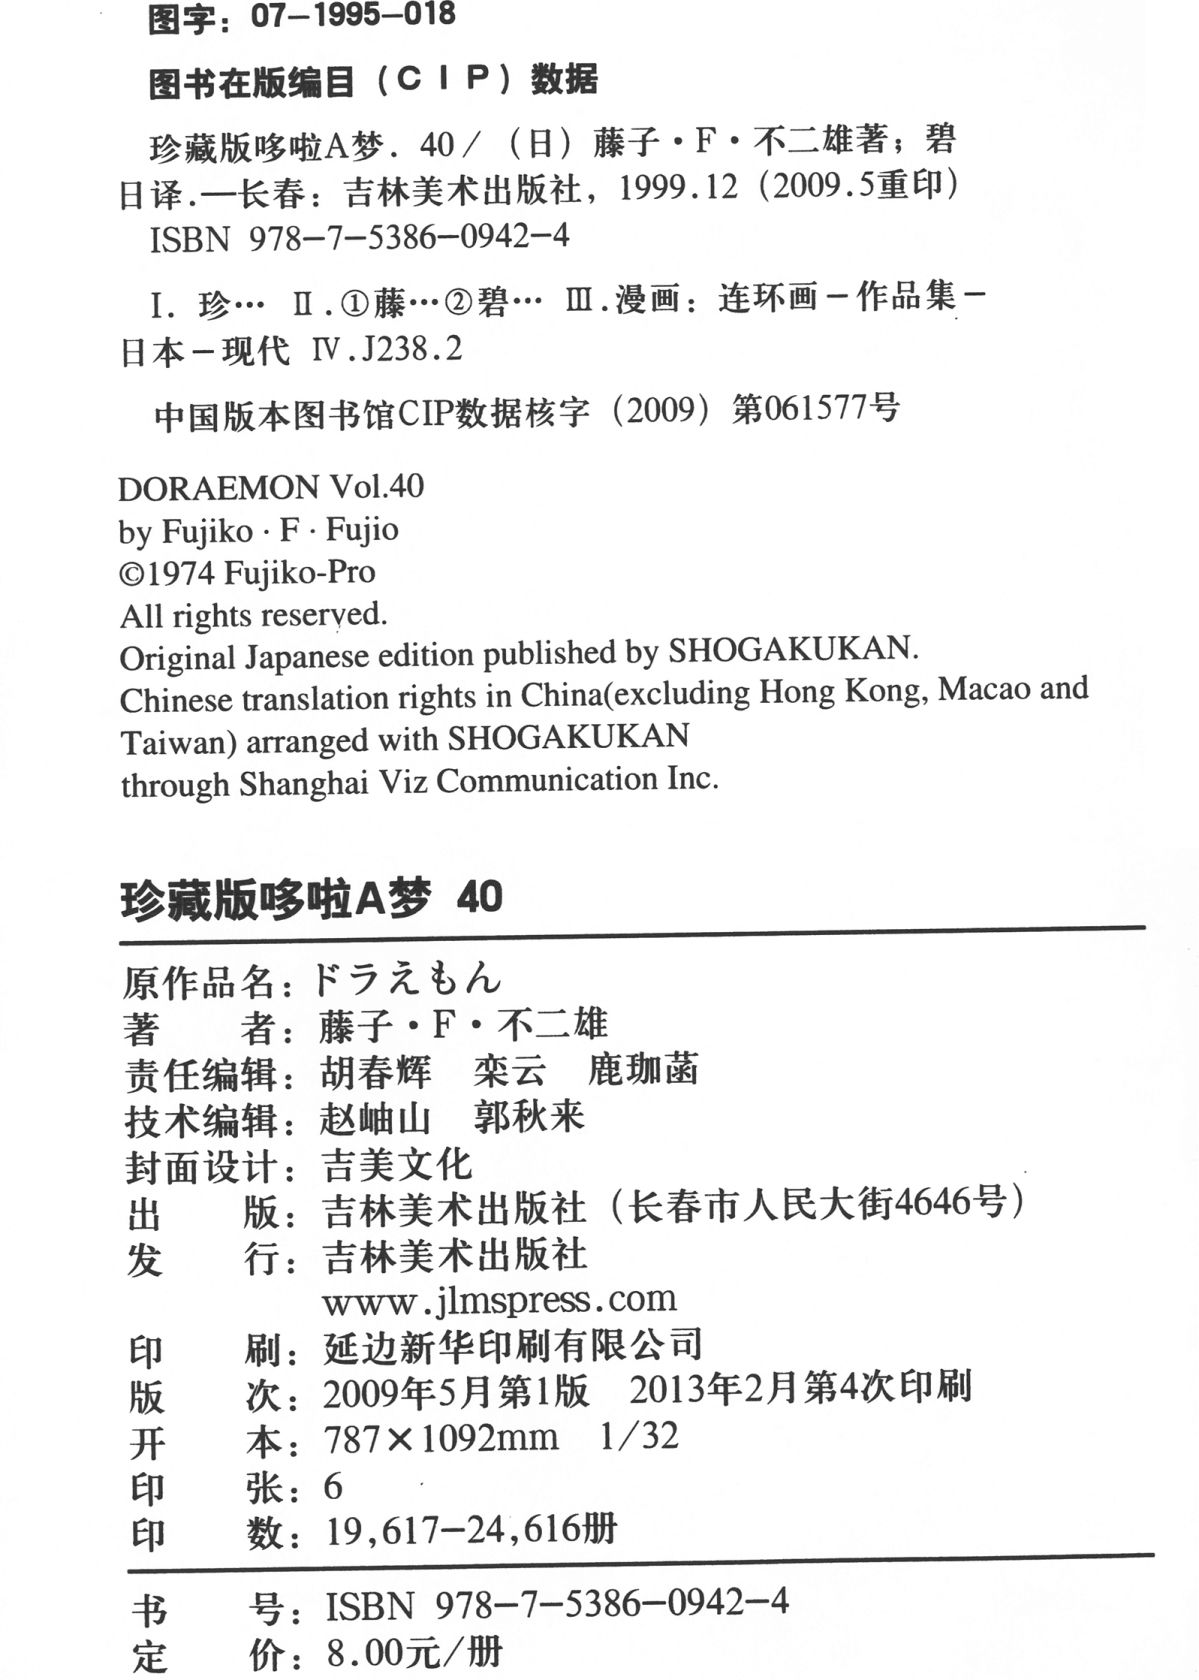 图字：07-1995-018
图书在版编目（CIP）数据
珍藏版哆啦A梦．40／（日）藤子·F·不二雄著；碧
日译．—长春：吉林美术出版社，1999.12（2009.5重印）
ISBN 978-7-5386-0942-4
Ⅰ．珍… Ⅱ．①藤…②碧… Ⅲ．漫画：连环画－作品集－
日本－现代 Ⅳ．J238.2
中国版本图书馆CIP数据核字（2009）第061577号
DORAEMON Vol.40
by Fujiko · F · Fujio
©1974 Fujiko-Pro
All rights reserved.
Original Japanese edition published by SHOGAKUKAN.
Chinese translation rights in China(excluding Hong Kong, Macao and
Taiwan) arranged with SHOGAKUKAN
through Shanghai Viz Communication Inc.
珍藏版哆啦A梦 40
原作品名：ドラえもん
著　　者：藤子·F·不二雄
责任编辑：胡春辉　栾云　鹿珈菡
技术编辑：赵岫山　郭秋来
封面设计：吉美文化
出　　版：吉林美术出版社（长春市人民大街4646号）
发　　行：吉林美术出版社
www.jlmspress.com
印　　刷：延边新华印刷有限公司
版　　次：2009年5月第1版　2013年2月第4次印刷
开　　本：787×1092mm　1/32
印　　张：6
印　　数：19,617-24,616册
书　　号：ISBN 978-7-5386-0942-4
定　　价：8.00元/册